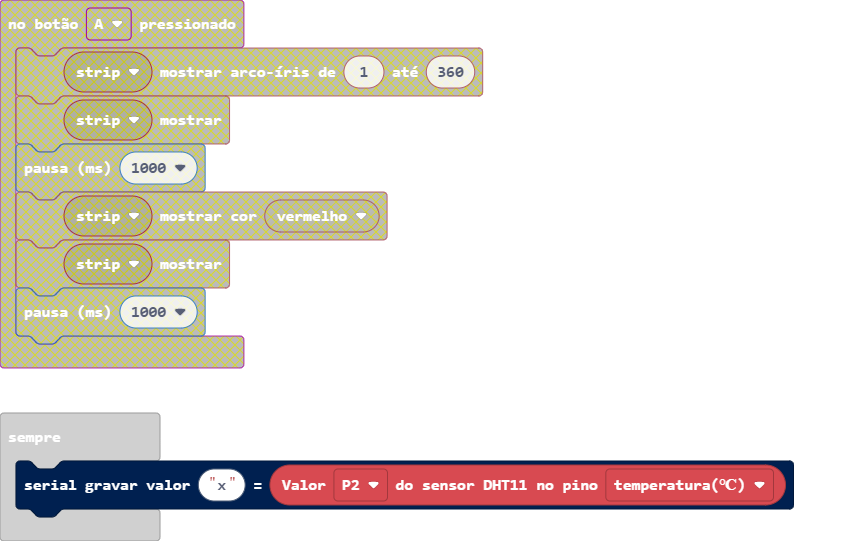 no botão A pressionado
strip mostrar arco-íris de 1 até 360
strip mostrar
pausa (ms) 1000
strip mostrar cor vermelho
strip mostrar
pausa (ms) 1000
sempre
serial gravar valor "x" = Valor P2 do sensor DHT11 no pino temperatura(℃)